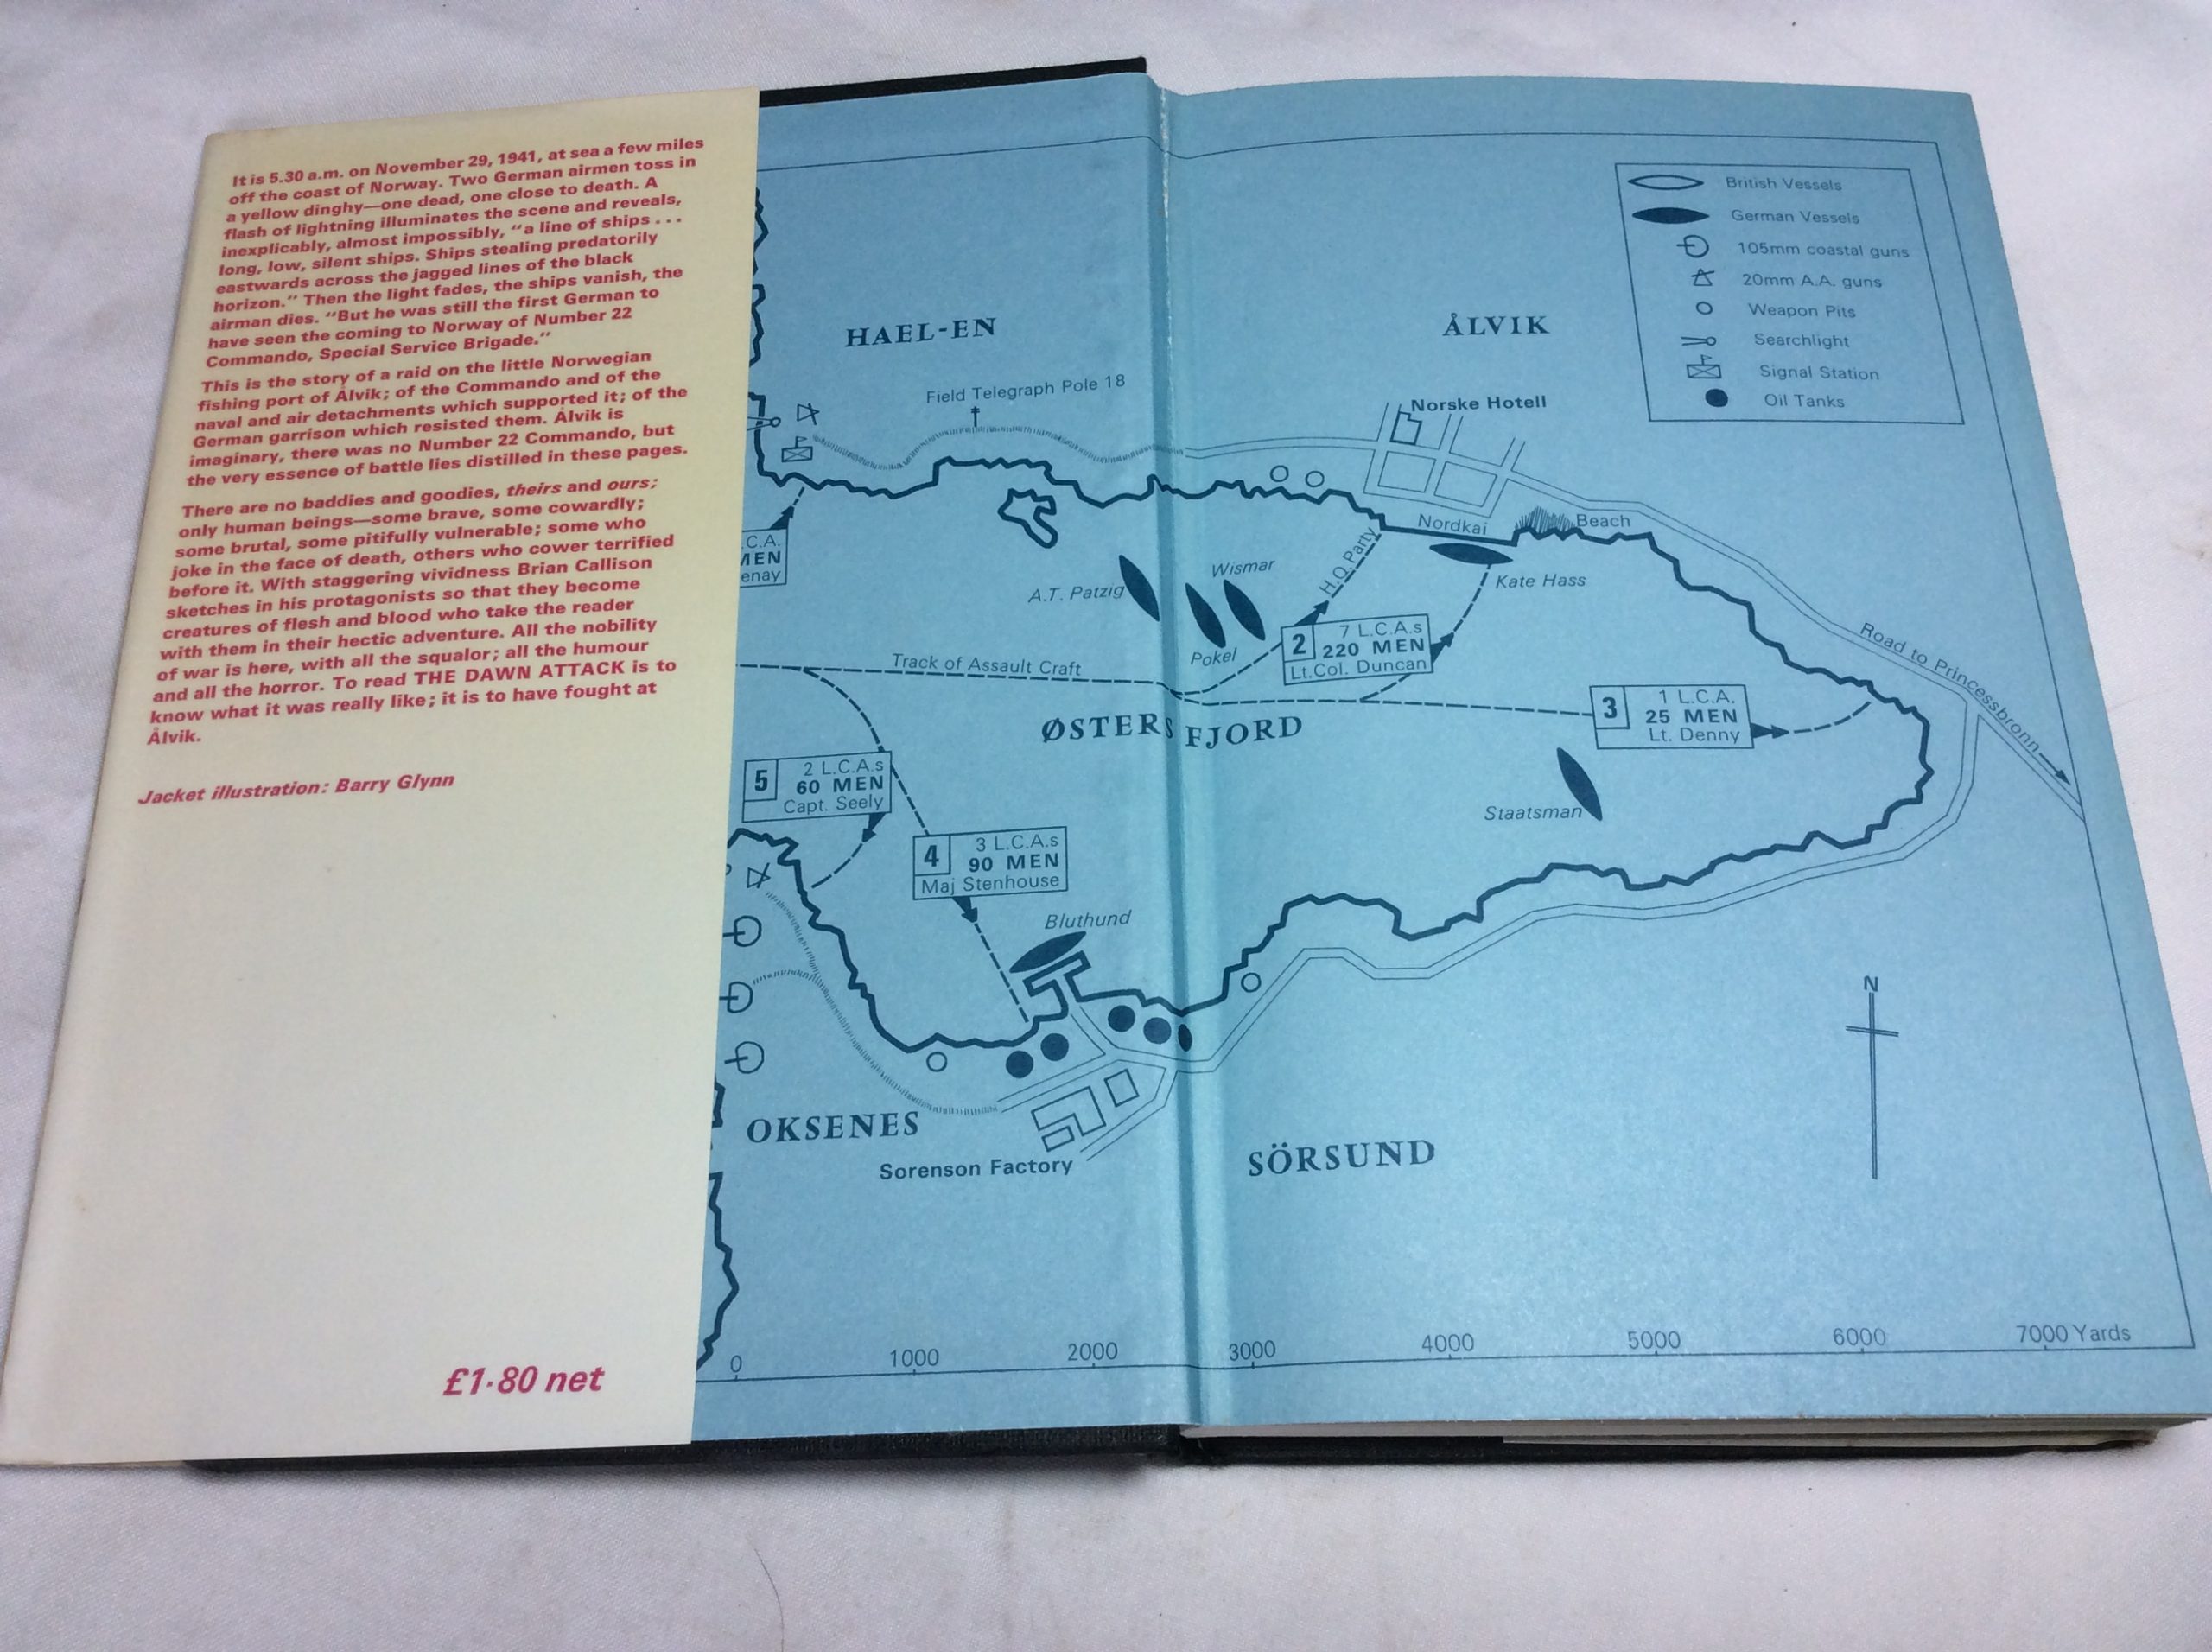 It is 5.30 a.m. on November 29, 1941, at sea a few miles
off the coast of Norway. Two German airmen toss in
a yellow dinghy—one dead, one close to death. A
flash of lightning illuminates the scene and reveals,
inexplicably, almost impossibly, “a line of ships . . .
long, low, silent ships. Ships stealing predatorily
eastwards across the jagged lines of the black
horizon.” Then the light fades, the ships vanish, the
airman dies. “But he was still the first German to
have seen the coming to Norway of Number 22
Commando, Special Service Brigade.”
This is the story of a raid on the little Norwegian
fishing port of Ålvik; of the Commando and of the
naval and air detachments which supported it; of the
German garrison which resisted them. Ålvik is
imaginary, there was no Number 22 Commando, but
the very essence of battle lies distilled in these pages.
There are no baddies and goodies, theirs and ours;
only human beings—some brave, some cowardly;
some brutal, some pitifully vulnerable; some who
joke in the face of death, others who cower terrified
before it. With staggering vividness Brian Callison
sketches in his protagonists so that they become
creatures of flesh and blood who take the reader
with them in their hectic adventure. All the nobility
of war is here, with all the squalor; all the humour
and all the horror. To read THE DAWN ATTACK is to
know what it was really like; it is to have fought at
Ålvik.
Jacket illustration: Barry Glynn
£1·80 net
British Vessels
German Vessels
105mm coastal guns
20mm A.A. guns
Weapon Pits
Searchlight
Signal Station
Oil Tanks
HAEL-EN
ÅLVIK
Field Telegraph Pole 18
Norske Hotell
Nordkai
Beach
C.A.
MEN
enay
A.T. Patzig
Wismar
Pokel
H.Q. Party
Kate Hass
2
7 L.C.A.s
220 MEN
Lt.Col. Duncan
Road to Princessbronn
Track of Assault Craft
ØSTERS FJORD
3
1 L.C.A.
25 MEN
Lt. Denny
5
2 L.C.A.s
60 MEN
Capt. Seely
Staatsman
4
3 L.C.A.s
90 MEN
Maj Stenhouse
Bluthund
N
OKSENES
Sorenson Factory
SÖRSUND
0 1000 2000 3000 4000 5000 6000 7000 Yards